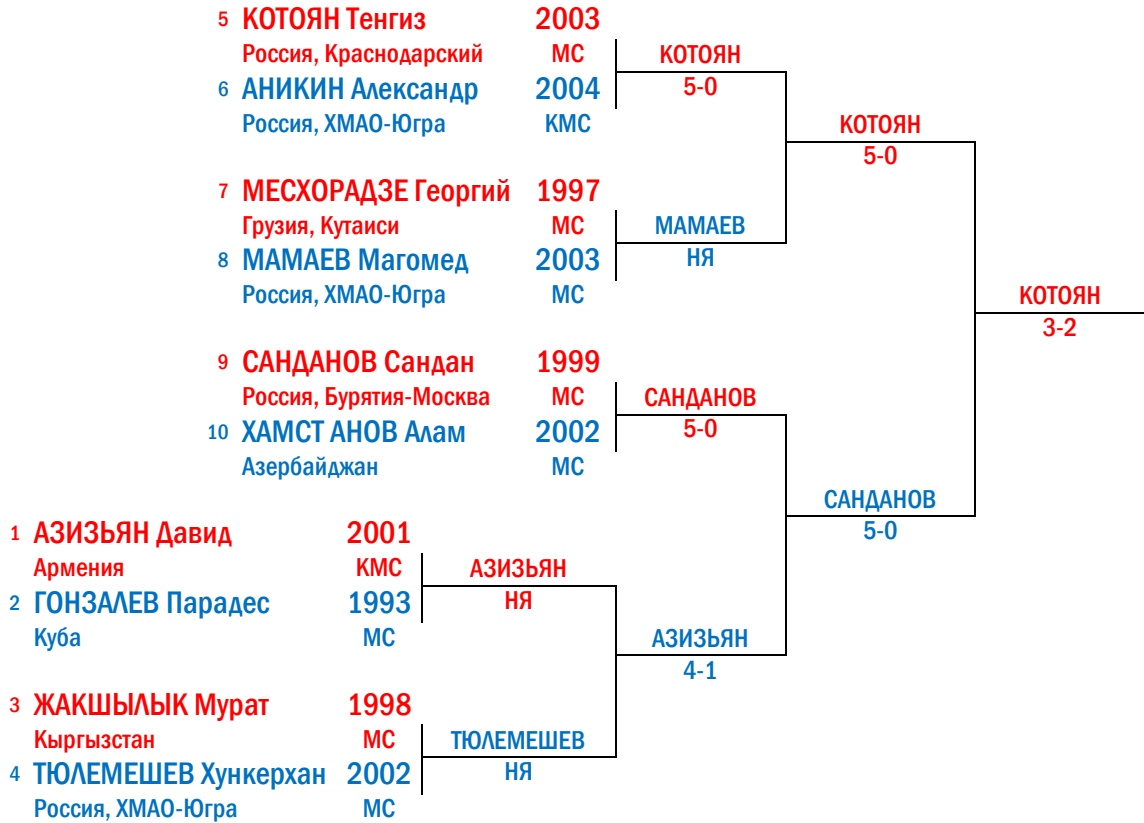 5 КОТОЯН Тенгиз 2003
Россия, Краснодарский МС
6 АНИКИН Александр 2004
Россия, ХМАО-Югра КМС
КОТОЯН
5-0
КОТОЯН
5-0
7 МЕСХОРАДЗЕ Георгий 1997
Грузия, Кутаиси МС
8 МАМАЕВ Магомед 2003
Россия, ХМАО-Югра МС
МАМАЕВ
НЯ
КОТОЯН
3-2
9 САНДАНОВ Сандан 1999
Россия, Бурятия-Москва МС
10 ХАМСТ АНОВ Алам 2002
Азербайджан МС
САНДАНОВ
5-0
САНДАНОВ
5-0
1 АЗИЗЬЯН Давид 2001
Армения КМС
2 ГОНЗАЛЕВ Парадес 1993
Куба МС
АЗИЗЬЯН
НЯ
АЗИЗЬЯН
4-1
3 ЖАКШЫЛЫК Мурат 1998
Кыргызстан МС
4 ТЮЛЕМЕШЕВ Хункерхан 2002
Россия, ХМАО-Югра МС
ТЮЛЕМЕШЕВ
НЯ